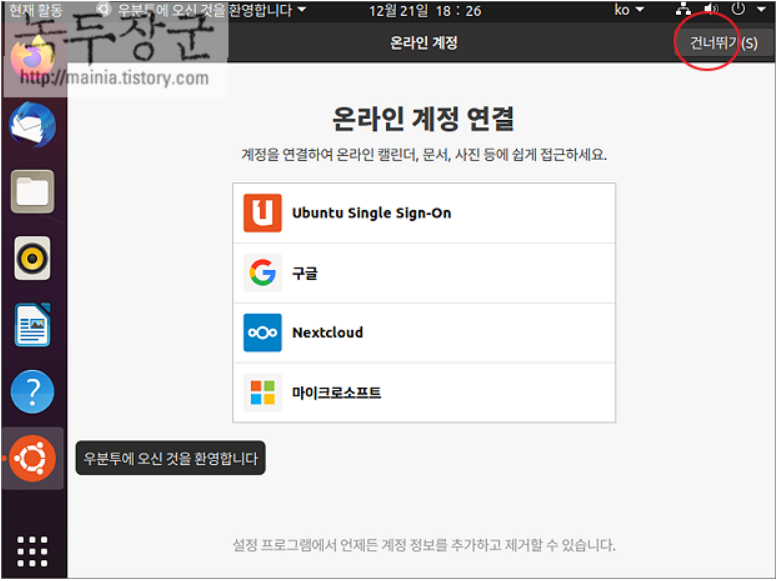 현재 활동 우분투에 오신 것을 환영합니다 12월 21일 18 : 26 ko
녹두장군
http://mainia.tistory.com
온라인 계정 건너뛰기(S)
온라인 계정 연결
계정을 연결하여 온라인 캘린더, 문서, 사진 등에 쉽게 접근하세요.
Ubuntu Single Sign-On
구글
Nextcloud
마이크로소프트
우분투에 오신 것을 환영합니다
설정 프로그램에서 언제든 계정 정보를 추가하고 제거할 수 있습니다.